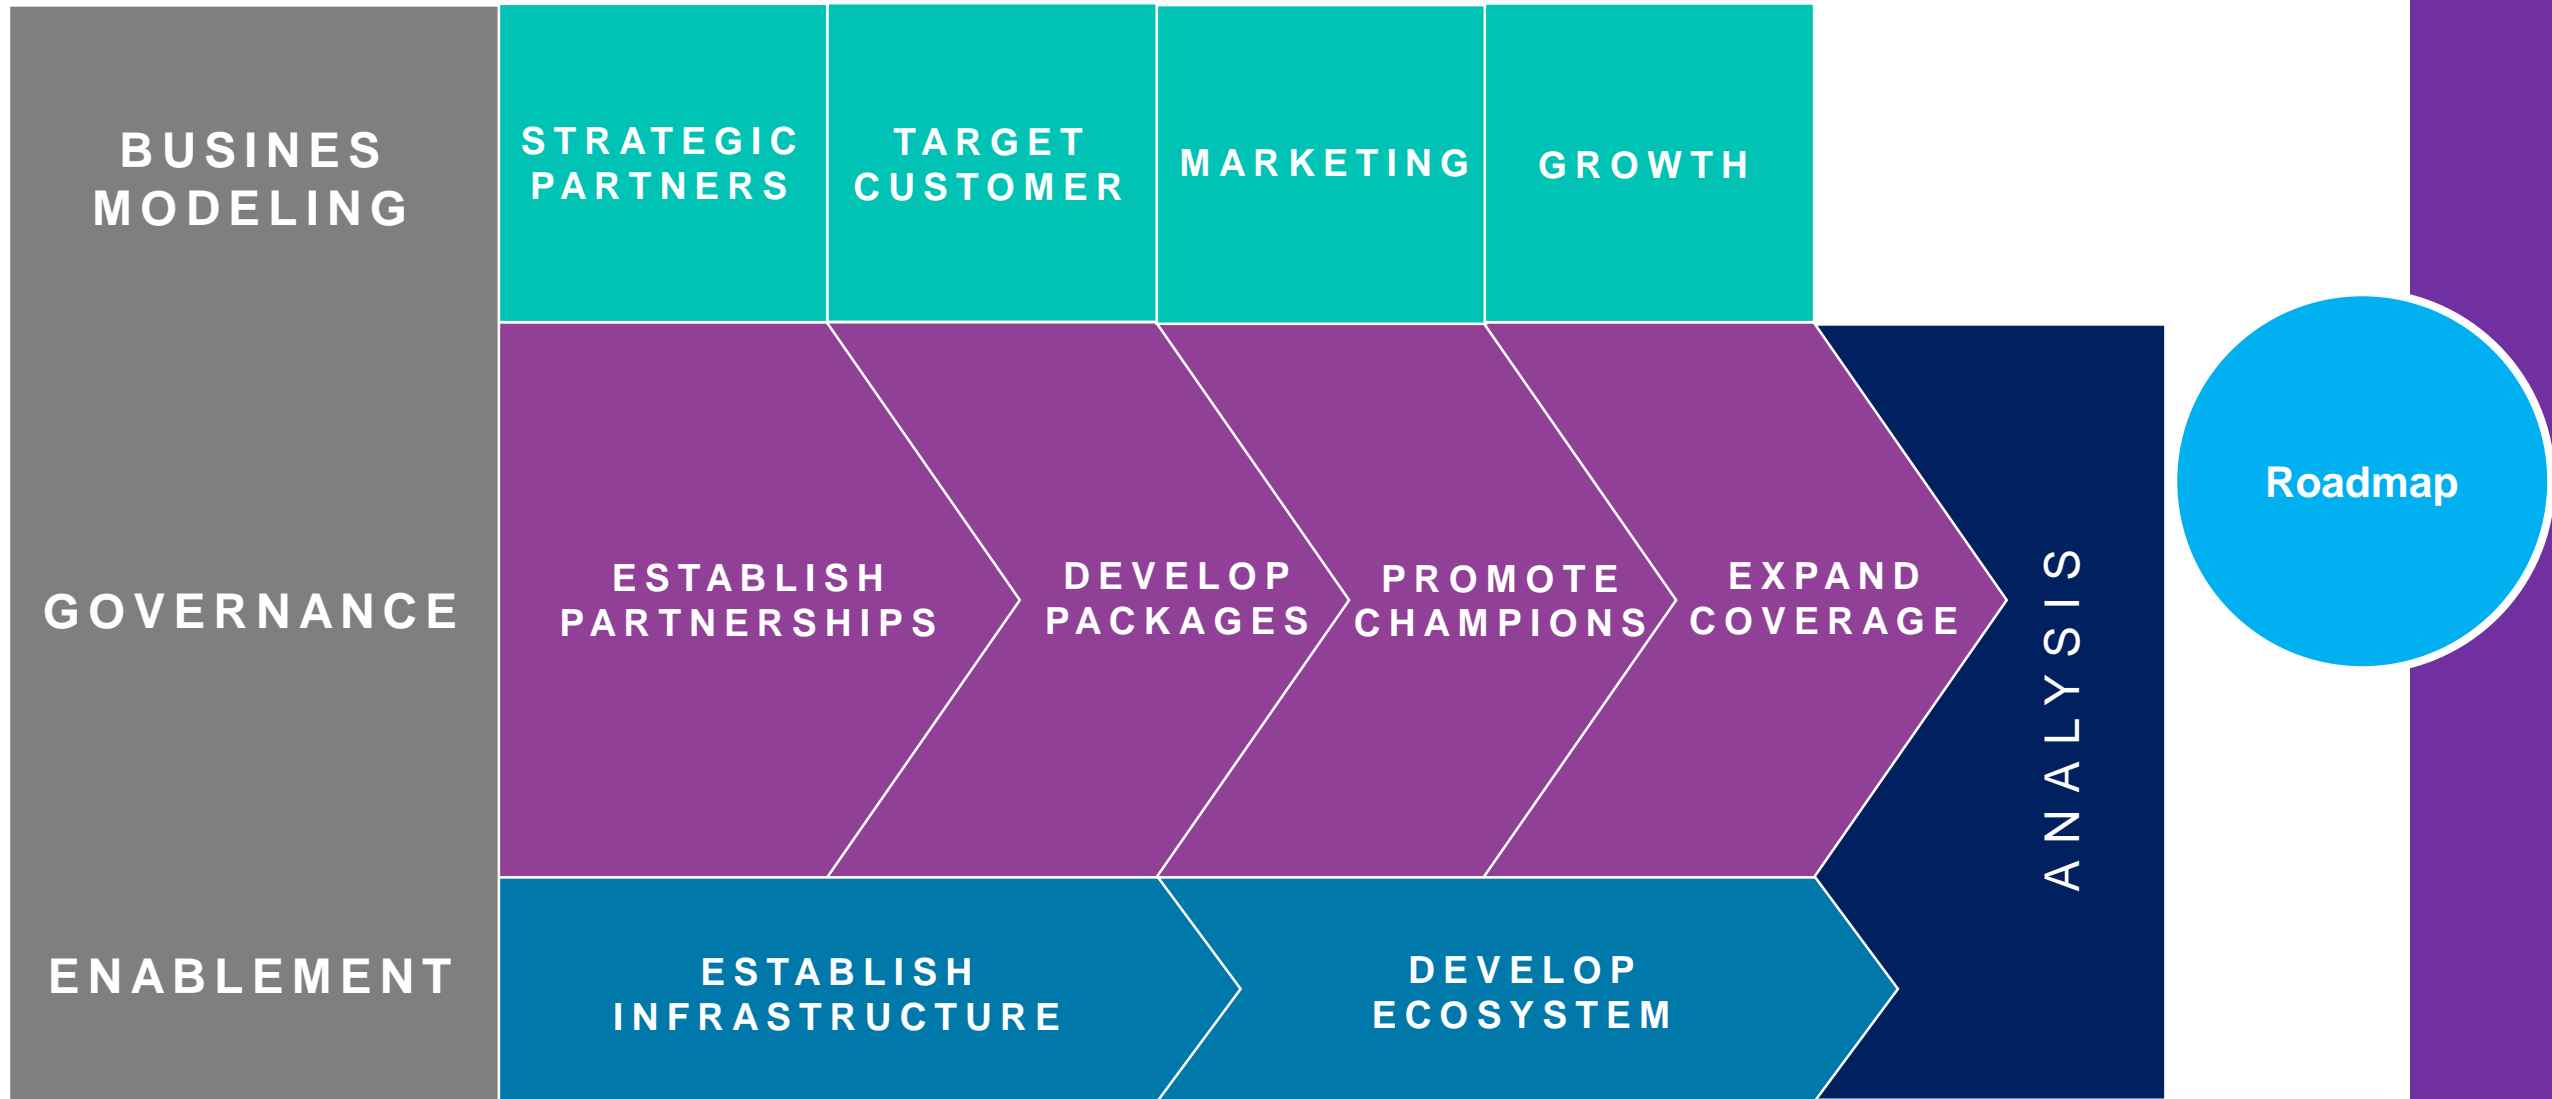 BUSINES
MODELING
STRATEGIC
PARTNERS
TARGET
CUSTOMER
MARKETING
GROWTH
GOVERNANCE
ESTABLISH
PARTNERSHIPS
DEVELOP
PACKAGES
PROMOTE
CHAMPIONS
EXPAND
COVERAGE
ANALYSIS
Roadmap
ENABLEMENT
ESTABLISH
INFRASTRUCTURE
DEVELOP
ECOSYSTEM